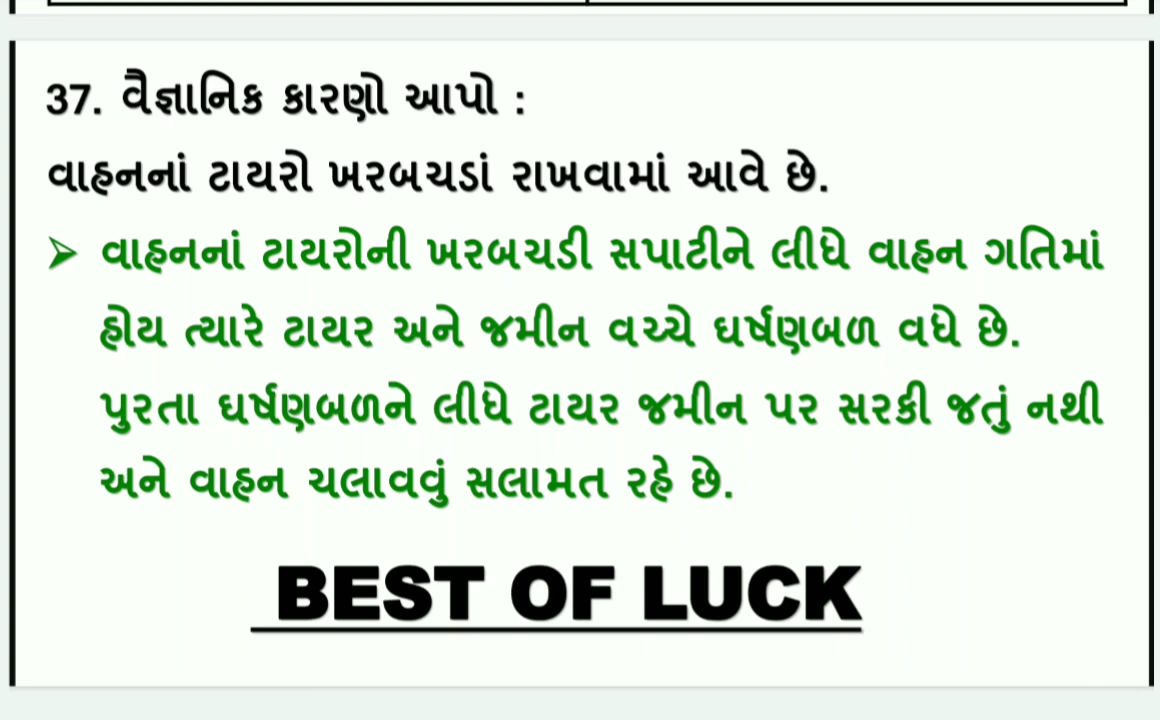 37. વૈજ્ઞાનિક કારણો આપો :
વાહનનાં ટાયરો ખરબચડાં રાખવામાં આવે છે.
➢ વાહનનાં ટાયરોની ખરબચડી સપાટીને લીધે વાહન ગતિમાં
હોય ત્યારે ટાયર અને જમીન વચ્ચે ઘર્ષણબળ વધે છે.
પુરતા ઘર્ષણબળને લીધે ટાયર જમીન પર સરકી જતું નથી
અને વાહન ચલાવવું સલામત રહે છે.
BEST OF LUCK